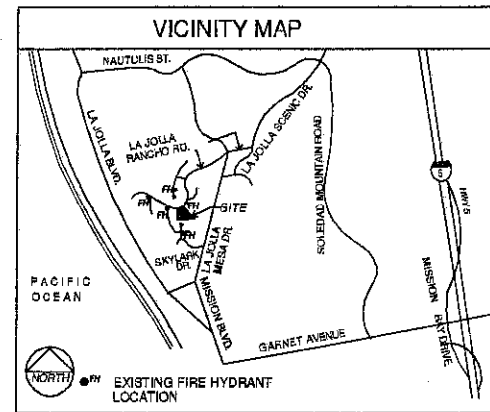 VICINITY MAP
NAUTULIS ST.
LA JOLLA SCENIC DR.
LA JOLLA
RANCHO RD.
LA JOLLA BLVD.
SOLEDAD MOUNTAIN ROAD
5
HWY 5
FH
FH
FH
FH
SITE
FH
SKYLARK
DR.
LA JOLLA
MESA DR.
MISSION BLVD.
PACIFIC
OCEAN
MISSION BAY DRIVE
GARNET AVENUE
NORTH
FH
EXISTING FIRE HYDRANT
LOCATION